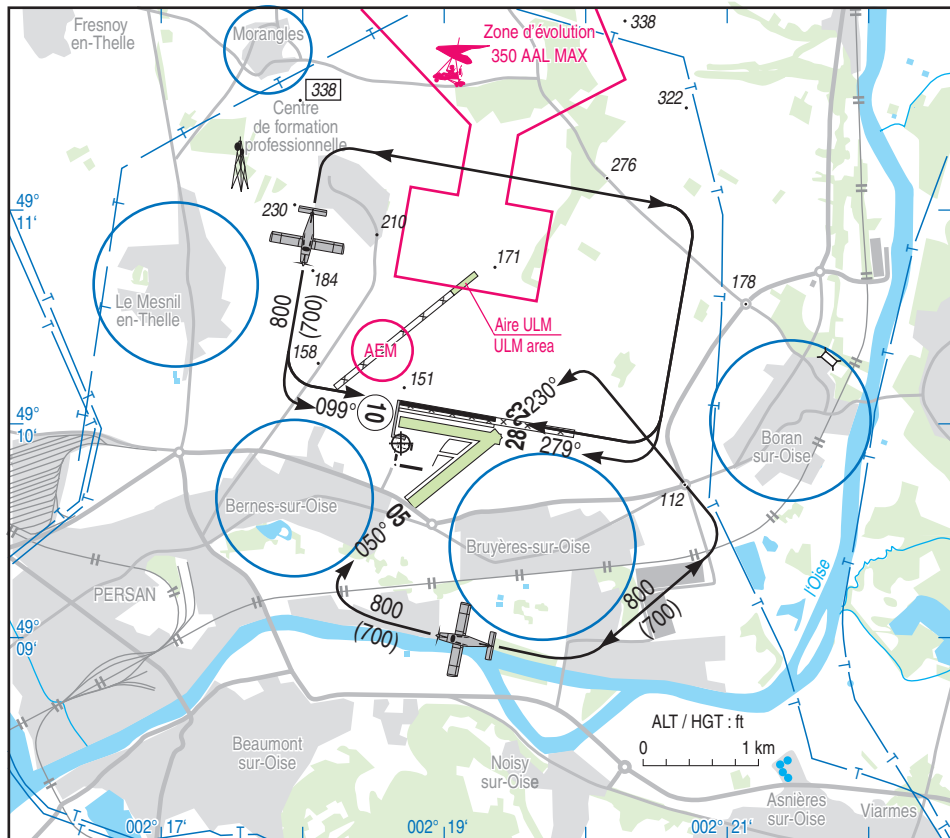 Fresnoy
en-Thelle
Morangles
338
Zone d'évolution
350 AAL MAX
338
322
Centre
de formation
professionnelle
276
49°
11'
230
210
184
171
178
Le Mesnil
en-Thelle
800
(700)
Aire ULM
ULM area
AEM
158
151
099°
10
28
23
230°
279°
49°
10'
Boran
sur-Oise
112
Bernes-sur-Oise
05
050°
Bruyères-sur-Oise
l'Oise
PERSAN
800
(700)
800
(700)
49°
09'
ALT / HGT : ft
0
1 km
Beaumont
sur-Oise
Noisy
sur-Oise
Asnières
sur-Oise
Viarmes
002° 17'
002° 19'
002° 21'